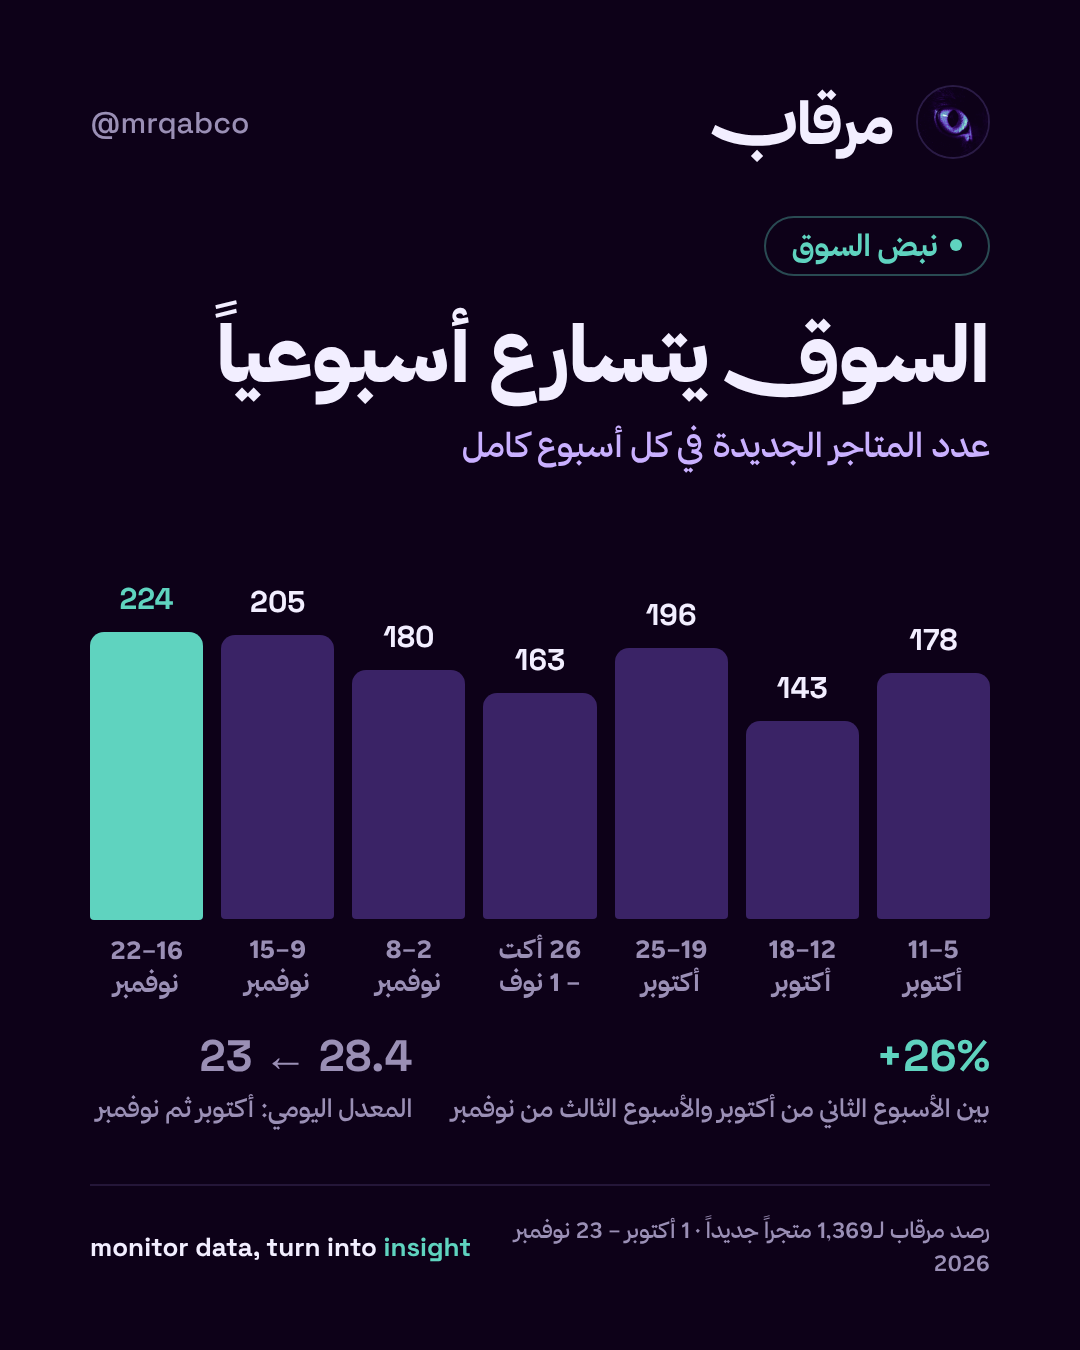 مرقاب
@mrqabco
نبض السوق
السوق يتسارع أسبوعياً
عدد المتاجر الجديدة في كل أسبوع كامل
178
143
196
163
180
205
224
5–11
أكتوبر
12–18
أكتوبر
19–25
أكتوبر
26 أكت
– 1 نوف
2–8
نوفمبر
9–15
نوفمبر
16–22
نوفمبر
+26%
بين الأسبوع الثاني من أكتوبر والأسبوع الثالث من نوفمبر
28.4 ← 23
المعدل اليومي: أكتوبر ثم نوفمبر
رصد مرقاب لـ1,369 متجراً جديداً · 1 أكتوبر – 23 نوفمبر
2026
monitor data, turn into insight